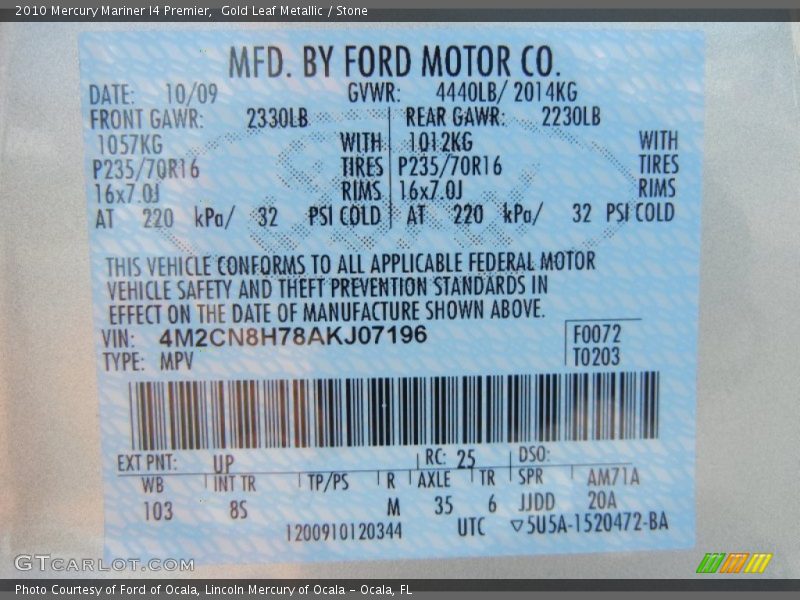 2010 Mercury Mariner I4 Premier,  Gold Leaf Metallic / Stone
MFD. BY FORD MOTOR CO.
DATE: 10/09 GVWR: 4440LB/ 2014KG
FRONT GAWR: 2330LB REAR GAWR: 2230LB
1057KG WITH 1012KG WITH
P235/70R16 TIRES P235/70R16 TIRES
16x7.0J RIMS 16x7.0J RIMS
AT 220 kPa/ 32 PSI COLD AT 220 kPa/ 32 PSI COLD
THIS VEHICLE CONFORMS TO ALL APPLICABLE FEDERAL MOTOR
VEHICLE SAFETY AND THEFT PREVENTION STANDARDS IN
EFFECT ON THE DATE OF MANUFACTURE SHOWN ABOVE.
VIN: 4M2CN8H78AKJ07196 F0072
TYPE: MPV T0203
EXT PNT: UP RC: 25 DSO:
WB INT TR TP/PS R AXLE TR SPR AM71A
103 8S M 35 6 JJDD 20A
1200910120344 UTC ▽5U5A-1520472-BA
GTCarLot.com
Photo Courtesy of Ford of Ocala, Lincoln Mercury of Ocala – Ocala, FL